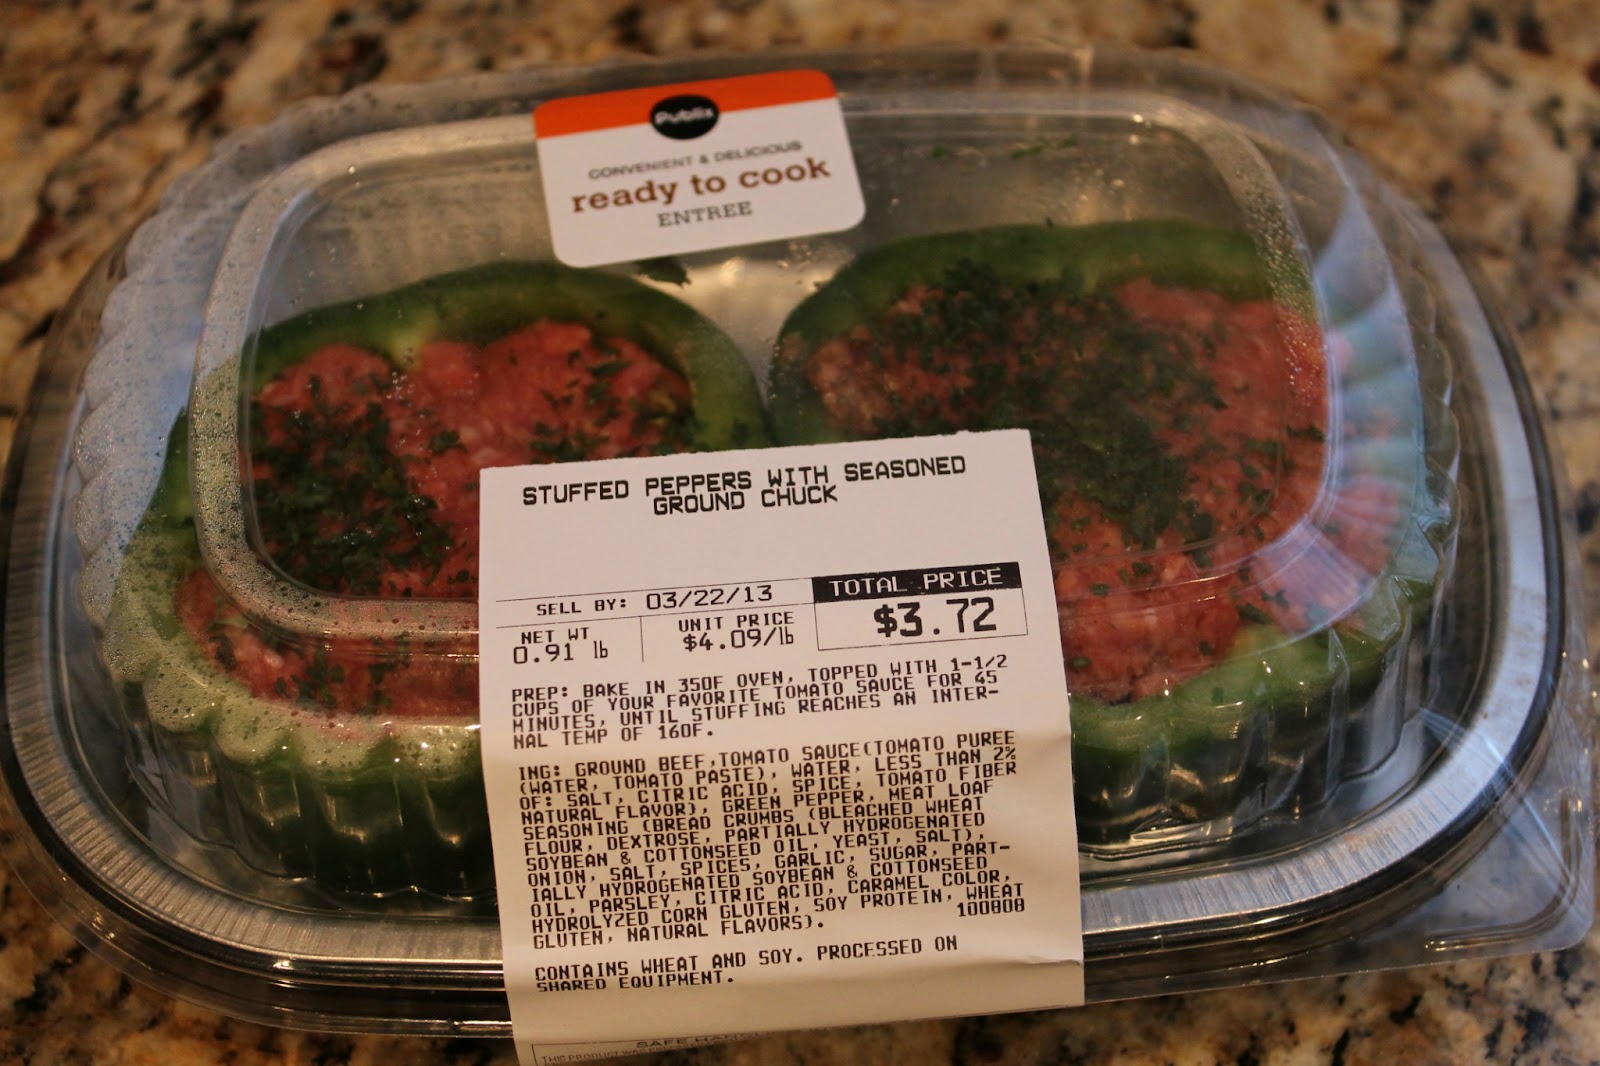 Publix
CONVENIENT & DELICIOUS
ready to cook
ENTREE
STUFFED PEPPERS WITH SEASONED
GROUND CHUCK
SELL BY: 03/22/13
TOTAL PRICE
NET WT
0.91 lb
UNIT PRICE
$4.09/lb
$3.72
PREP: BAKE IN 350F OVEN, TOPPED WITH 1-1/2
CUPS OF YOUR FAVORITE TOMATO SAUCE FOR 45
MINUTES, UNTIL STUFFING REACHES AN INTER-
NAL TEMP OF 160F.
ING: GROUND BEEF,TOMATO SAUCE(TOMATO PUREE
(WATER, TOMATO PASTE), WATER, LESS THAN 2%
OF: SALT, CITRIC ACID, SPICE, TOMATO FIBER
NATURAL FLAVOR), GREEN PEPPER, MEAT LOAF
SEASONING (BREAD CRUMBS (BLEACHED WHEAT
FLOUR, DEXTROSE, PARTIALLY HYDROGENATED
SOYBEAN & COTTONSEED OIL, YEAST, SALT),
ONION, SALT, SPICES, GARLIC, SUGAR, PART-
IALLY HYDROGENATED SOYBEAN & COTTONSEED
OIL, PARSLEY, CITRIC ACID, CARAMEL COLOR,
HYDROLYZED CORN GLUTEN, SOY PROTEIN, WHEAT
GLUTEN, NATURAL FLAVORS).
100808
CONTAINS WHEAT AND SOY. PROCESSED ON
SHARED EQUIPMENT.
SAFE
THIS PRODUCT WAS